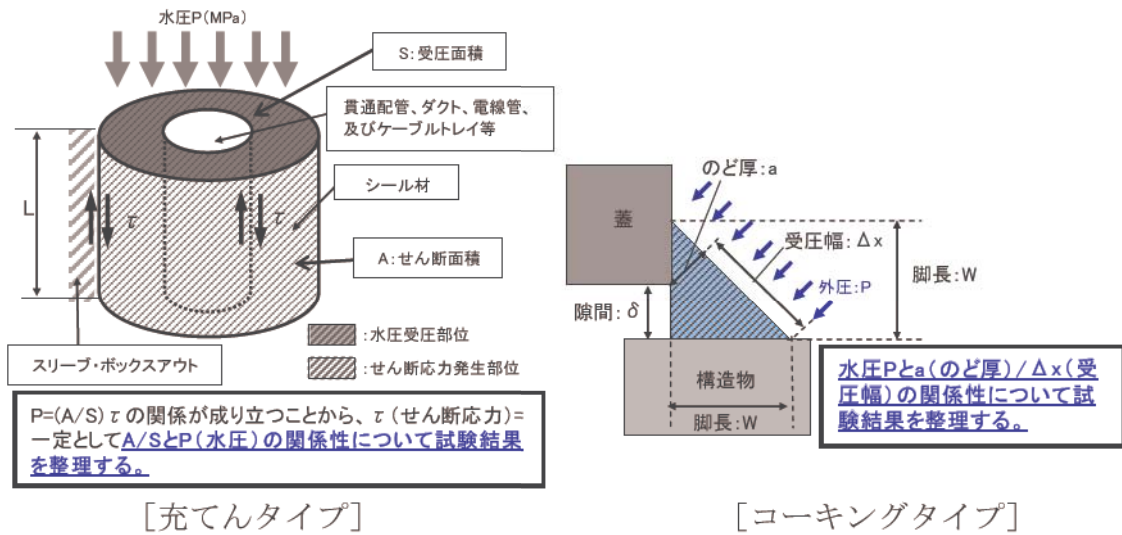 水圧P(MPa)
S:受圧面積
貫通配管、ダクト、電線管、
及びケーブルトレイ等
シール材
L
τ
τ
A:せん断面積
:水圧受圧部位
スリーブ・ボックスアウト
:せん断応力発生部位
P=(A/S)τの関係が成り立つことから、τ(せん断応力)=
一定としてA/SとP(水圧)の関係性について試験結果
を整理する。
[充てんタイプ]
のど厚:a
蓋
受圧幅:Δx
脚長:W
外圧:P
隙間:δ
構造物
脚長:W
水圧Pとa(のど厚)/Δx(受
圧幅)の関係性について試
験結果を整理する。
[コーキングタイプ]